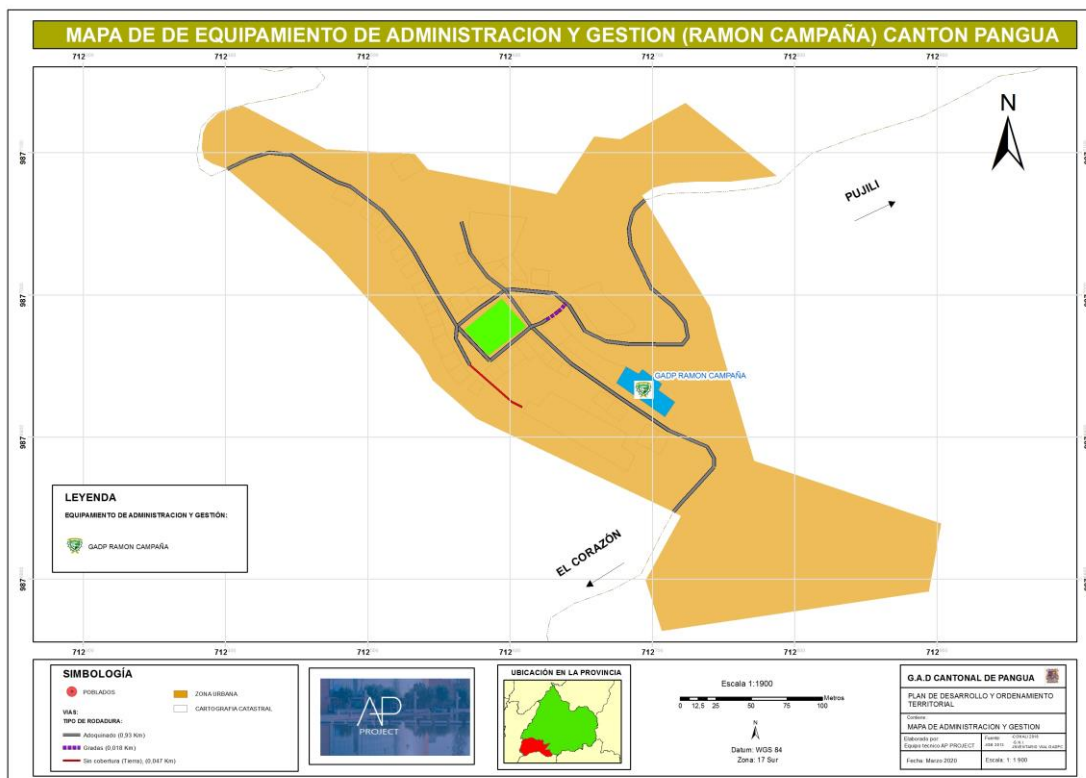 MAPA DE DE EQUIPAMIENTO DE ADMINISTRACION Y GESTION (RAMON CAMPAÑA) CANTON PANGUA
712 712 712 712 712 712 712
N
987
PUJILI
987
GADP RAMON CAMPAÑA
987
EL CORAZÓN
987
LEYENDA
EQUIPAMIENTO DE ADMINISTRACION Y GESTIÓN:
GADP RAMON CAMPAÑA
712 712 712 712 712 712 712
SIMBOLOGÍA
POBLADOS
ZONA URBANA
CARTOGRAFIA CATASTRAL
VIAS:
TIPO DE RODADURA:
Adoquinado (0,93 Km)
Gradas (0,018 Km)
Sin cobertura (Tierra), (0,047 Km)
AP
PROJECT
UBICACIÓN EN LA PROVINCIA
Escala 1:1900
Metros
0 12,5 25 50 75 100
N
Datum: WGS 84
Zona: 17 Sur
G.A.D CANTONAL DE PANGUA
PLAN DE DESARROLLO Y ORDENAMIENTO
TERRITORIAL
Contiene:
MAPA DE ADMINISTRACION Y GESTION
Elaborado por:
Equipo técnico AP PROJECT
Fuente
Fecha: Marzo 2020
Escala: 1: 1 900